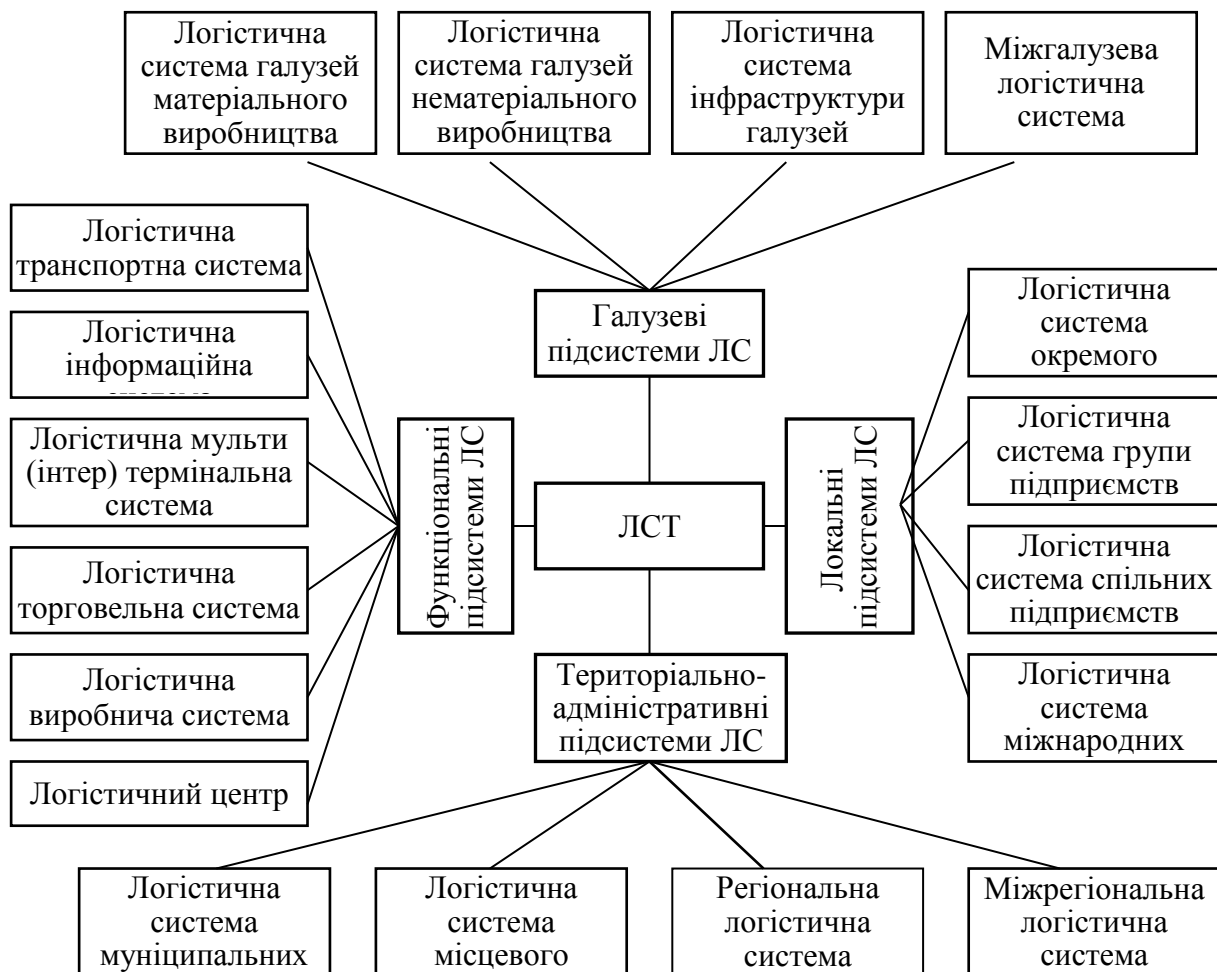 Логістична
система галузей
матеріального
виробництва
Логістична
система галузей
нематеріального
виробництва
Логістична
система
інфраструктури
галузей
Міжгалузева
логістична
система
Логістична
транспортна система
Логістична
інформаційна
Логістична мульти
(інтер) термінальна
система
Логістична
торговельна система
Логістична
виробнича система
Логістичний центр
Галузеві
підсистеми ЛС
Функціональні
підсистеми ЛС
ЛСТ
Локальні
підсистеми ЛС
Територіально-
адміністративні
підсистеми ЛС
Логістична
система
окремого
Логістична
система групи
підприємств
Логістична
система спільних
підприємств
Логістична
система
міжнародних
Логістична
система
муніципальних
Логістична
система
місцевого
Регіональна
логістична
система
Міжрегіональна
логістична
система